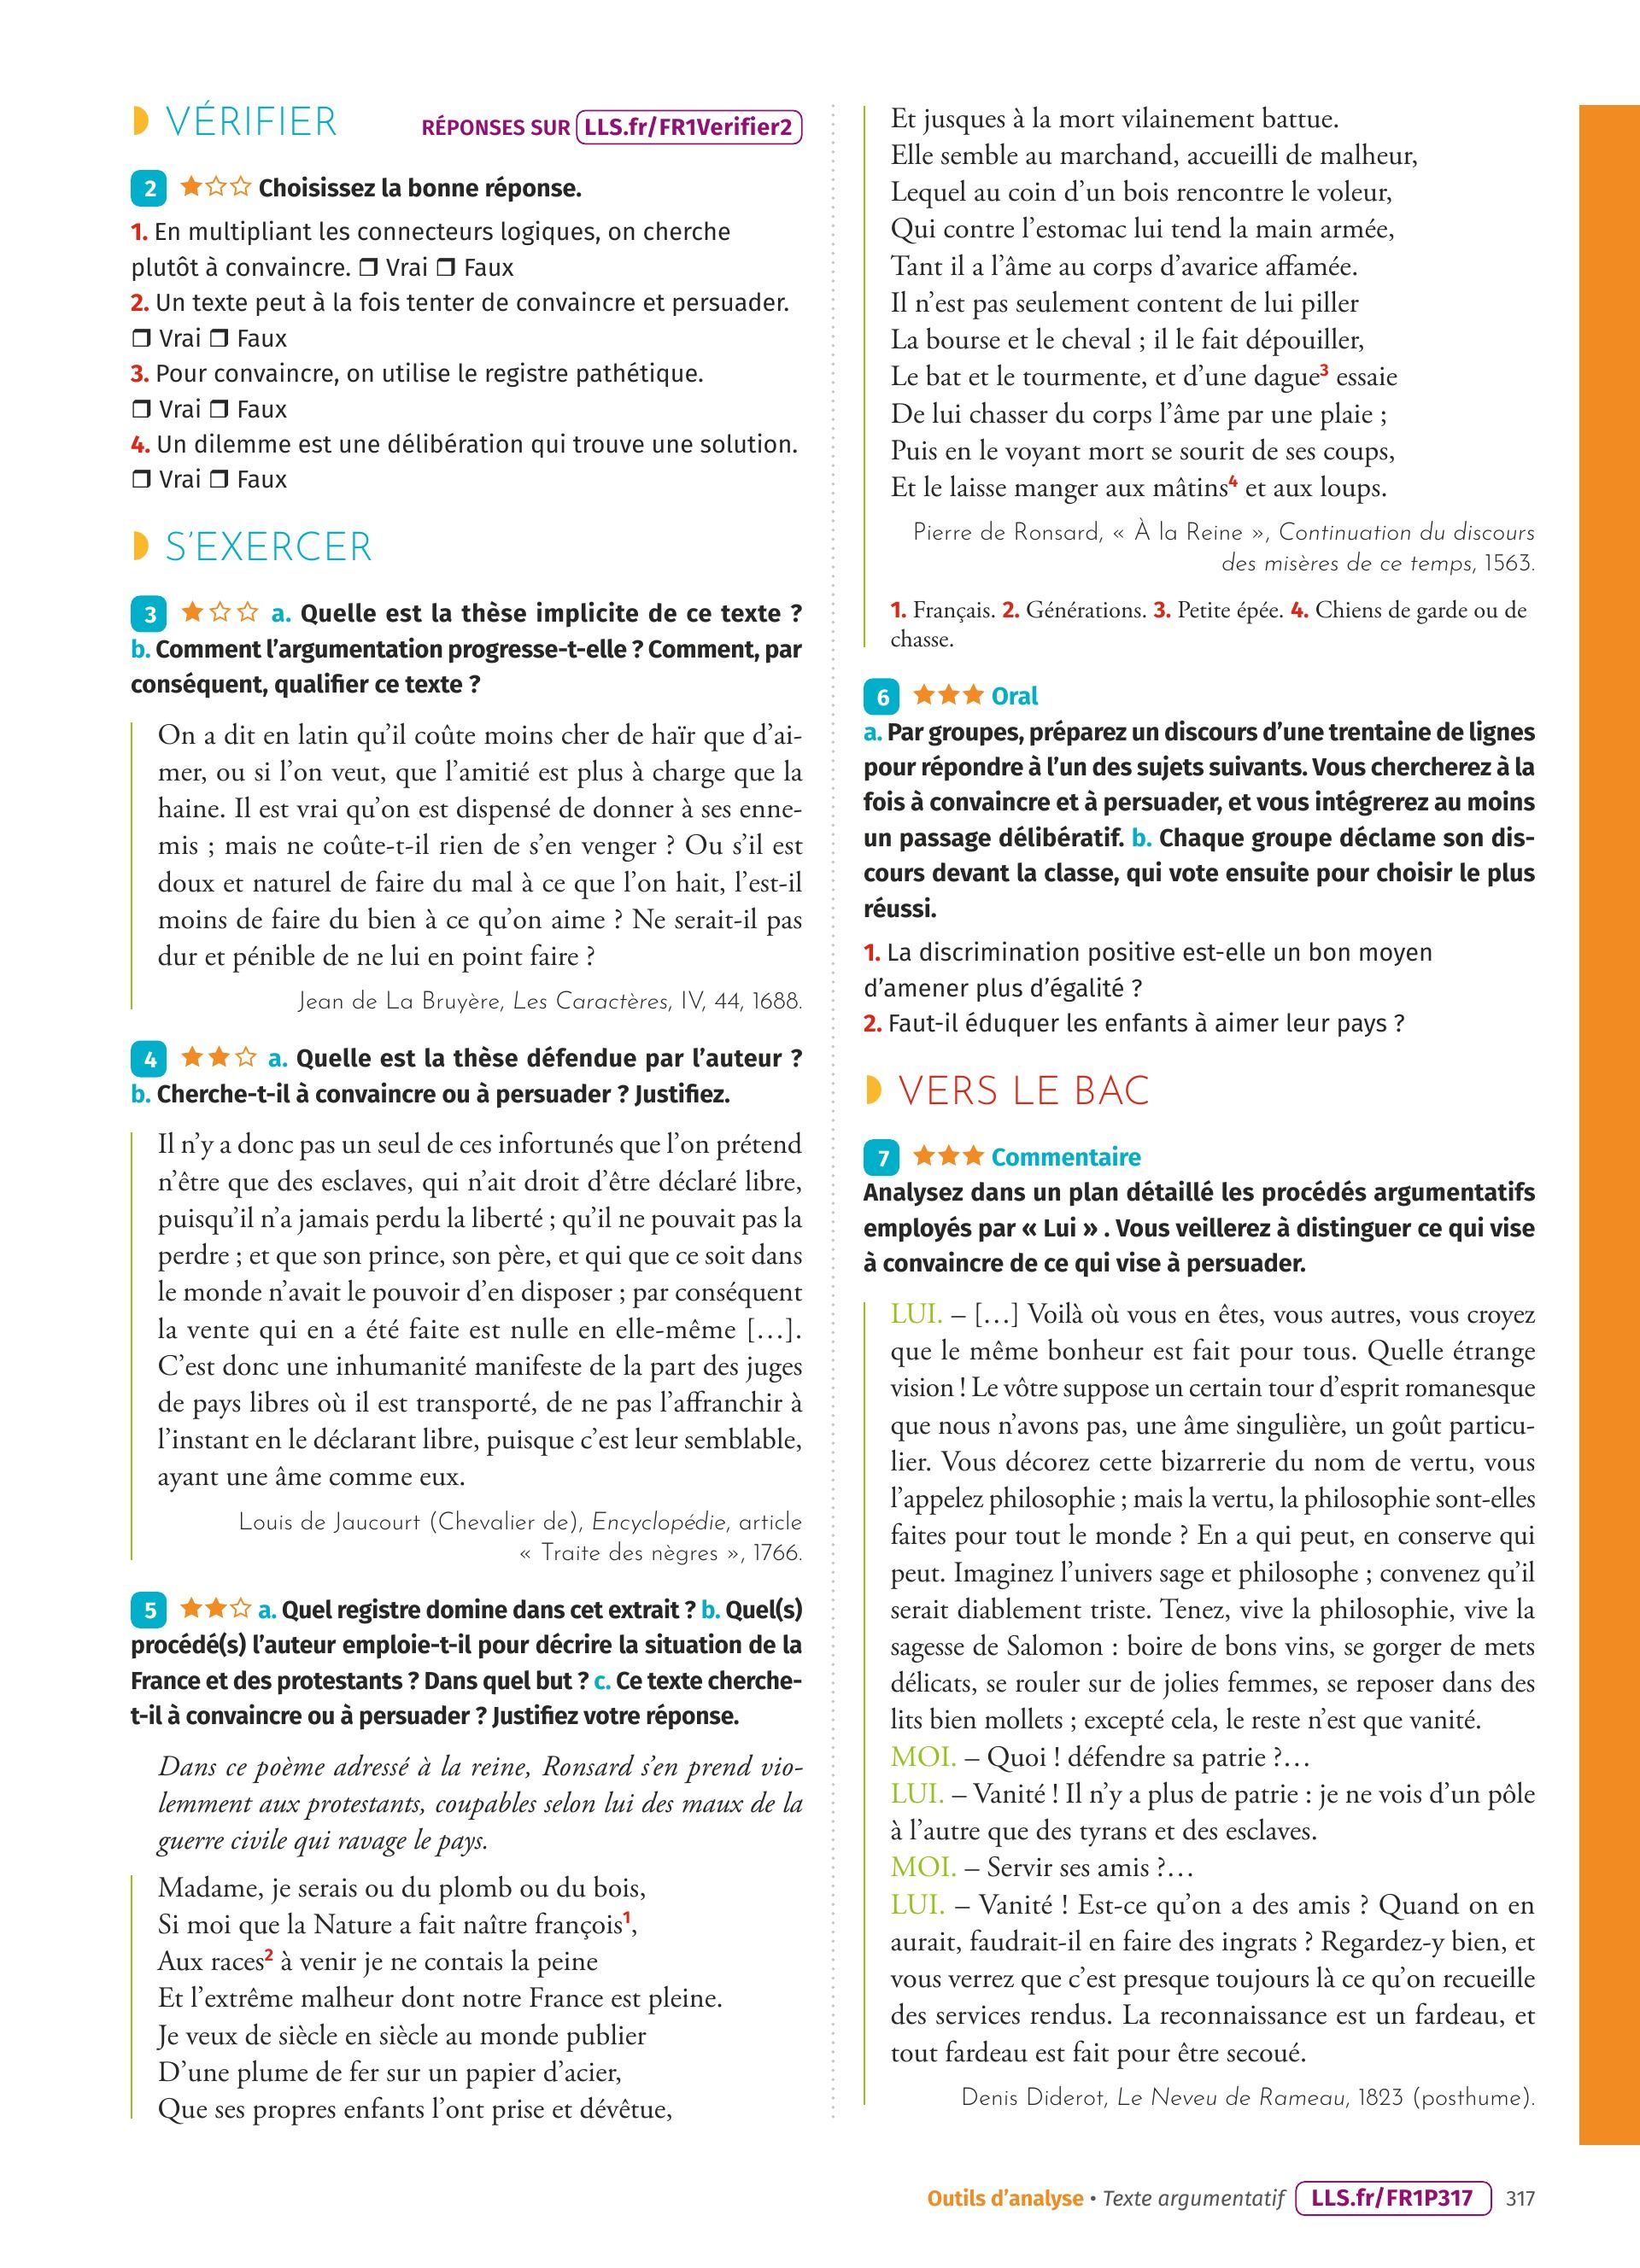 VÉRIFIER
RÉPONSES SUR LLS.fr/FR1Verifier2
2 ★☆☆ Choisissez la bonne réponse.
1. En multipliant les connecteurs logiques, on cherche
plutôt à convaincre. ❒ Vrai ❒ Faux
2. Un texte peut à la fois tenter de convaincre et persuader.
❒ Vrai ❒ Faux
3. Pour convaincre, on utilise le registre pathétique.
❒ Vrai ❒ Faux
4. Un dilemme est une délibération qui trouve une solution.
❒ Vrai ❒ Faux
S'EXERCER
3 ★☆☆ a. Quelle est la thèse implicite de ce texte ?
b. Comment l'argumentation progresse-t-elle ? Comment, par
conséquent, qualifier ce texte ?
On a dit en latin qu'il coûte moins cher de haïr que d'ai-
mer, ou si l'on veut, que l'amitié est plus à charge que la
haine. Il est vrai qu'on est dispensé de donner à ses enne-
mis ; mais ne coûte-t-il rien de s'en venger ? Ou s'il est
doux et naturel de faire du mal à ce que l'on hait, l'est-il
moins de faire du bien à ce qu'on aime ? Ne serait-il pas
dur et pénible de ne lui en point faire ?
Jean de La Bruyère, Les Caractères, IV, 44, 1688.
4 ★★☆ a. Quelle est la thèse défendue par l'auteur ?
b. Cherche-t-il à convaincre ou à persuader ? Justifiez.
Il n'y a donc pas un seul de ces infortunés que l'on prétend
n'être que des esclaves, qui n'ait droit d'être déclaré libre,
puisqu'il n'a jamais perdu la liberté ; qu'il ne pouvait pas la
perdre ; et que son prince, son père, et qui que ce soit dans
le monde n'avait le pouvoir d'en disposer ; par conséquent
la vente qui en a été faite est nulle en elle-même […].
C'est donc une inhumanité manifeste de la part des juges
de pays libres où il est transporté, de ne pas l'affranchir à
l'instant en le déclarant libre, puisque c'est leur semblable,
ayant une âme comme eux.
Louis de Jaucourt (Chevalier de), Encyclopédie, article
« Traite des nègres », 1766.
5 ★★☆ a. Quel registre domine dans cet extrait ? b. Quel(s)
procédé(s) l'auteur emploie-t-il pour décrire la situation de la
France et des protestants ? Dans quel but ? c. Ce texte cherche-
t-il à convaincre ou à persuader ? Justifiez votre réponse.
Dans ce poème adressé à la reine, Ronsard s'en prend vio-
lemment aux protestants, coupables selon lui des maux de la
guerre civile qui ravage le pays.
Madame, je serais ou du plomb ou du bois,
Si moi que la Nature a fait naître françois1,
Aux races2 à venir je ne contais la peine
Et l'extrême malheur dont notre France est pleine.
Je veux de siècle en siècle au monde publier
D'une plume de fer sur un papier d'acier,
Que ses propres enfants l'ont prise et dévêtue,
Et jusques à la mort vilainement battue.
Elle semble au marchand, accueilli de malheur,
Lequel au coin d'un bois rencontre le voleur,
Qui contre l'estomac lui tend la main armée,
Tant il a l'âme au corps d'avarice affamée.
Il n'est pas seulement content de lui piller
La bourse et le cheval ; il le fait dépouiller,
Le bat et le tourmente, et d'une dague3 essaie
De lui chasser du corps l'âme par une plaie ;
Puis en le voyant mort se sourit de ses coups,
Et le laisse manger aux mâtins4 et aux loups.
Pierre de Ronsard, « À la Reine », Continuation du discours
des misères de ce temps, 1563.
1. Français. 2. Générations. 3. Petite épée. 4. Chiens de garde ou de
chasse.
6 ★★★ Oral
a. Par groupes, préparez un discours d'une trentaine de lignes
pour répondre à l'un des sujets suivants. Vous chercherez à la
fois à convaincre et à persuader, et vous intégrerez au moins
un passage délibératif. b. Chaque groupe déclame son dis-
cours devant la classe, qui vote ensuite pour choisir le plus
réussi.
1. La discrimination positive est-elle un bon moyen
d'amener plus d'égalité ?
2. Faut-il éduquer les enfants à aimer leur pays ?
VERS LE BAC
7 ★★★ Commentaire
Analysez dans un plan détaillé les procédés argumentatifs
employés par « Lui » . Vous veillerez à distinguer ce qui vise
à convaincre de ce qui vise à persuader.
LUI. – […] Voilà où vous en êtes, vous autres, vous croyez
que le même bonheur est fait pour tous. Quelle étrange
vision ! Le vôtre suppose un certain tour d'esprit romanesque
que nous n'avons pas, une âme singulière, un goût particu-
lier. Vous décorez cette bizarrerie du nom de vertu, vous
l'appelez philosophie ; mais la vertu, la philosophie sont-elles
faites pour tout le monde ? En a qui peut, en conserve qui
peut. Imaginez l'univers sage et philosophe ; convenez qu'il
serait diablement triste. Tenez, vive la philosophie, vive la
sagesse de Salomon : boire de bons vins, se gorger de mets
délicats, se rouler sur de jolies femmes, se reposer dans des
lits bien mollets ; excepté cela, le reste n'est que vanité.
MOI. – Quoi ! défendre sa patrie ?…
LUI. – Vanité ! Il n'y a plus de patrie : je ne vois d'un pôle
à l'autre que des tyrans et des esclaves.
MOI. – Servir ses amis ?…
LUI. – Vanité ! Est-ce qu'on a des amis ? Quand on en
aurait, faudrait-il en faire des ingrats ? Regardez-y bien, et
vous verrez que c'est presque toujours là ce qu'on recueille
des services rendus. La reconnaissance est un fardeau, et
tout fardeau est fait pour être secoué.
Denis Diderot, Le Neveu de Rameau, 1823 (posthume).
Outils d'analyse • Texte argumentatif LLS.fr/FR1P317 317